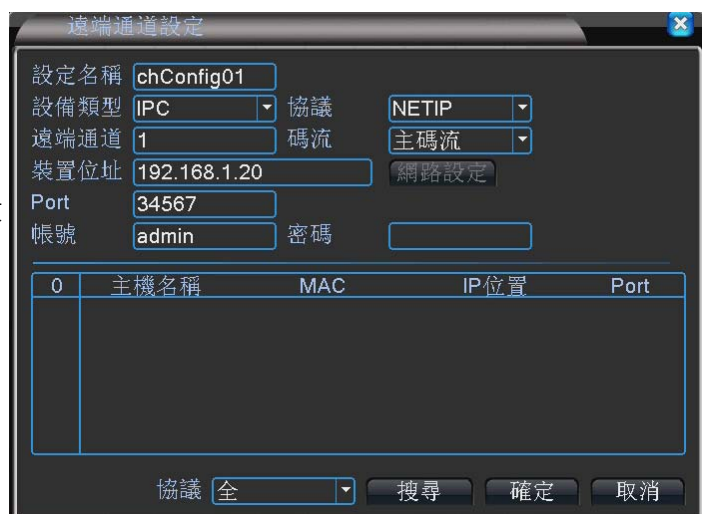 遠端通道設定
設定名稱 chConfig01
設備類型 IPC 協議 NETIP
遠端通道 1 碼流 主碼流
裝置位址 192.168.1.20 網路設定
Port 34567
帳號 admin 密碼
0 主機名稱 MAC IP位置 Port
協議 全 搜尋 確定 取消